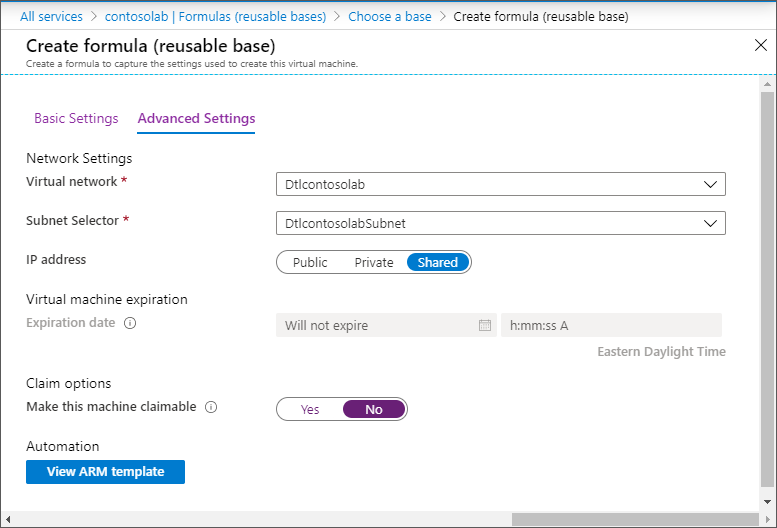 All services > contosolab | Formulas (reusable bases) > Choose a base > Create formula (reusable base)
Create formula (reusable base)
Create a formula to capture the settings used to create this virtual machine.
Basic Settings Advanced Settings
Network Settings
Virtual network * Dtlcontosolab
Subnet Selector * DtlcontosolabSubnet
IP address Public Private Shared
Virtual machine expiration
Expiration date Will not expire h:mm:ss A
Eastern Daylight Time
Claim options
Make this machine claimable Yes No
Automation
View ARM template